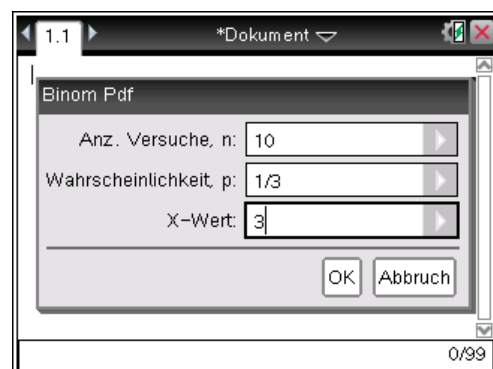 1.1 *Dokument
Binom Pdf
Anz. Versuche, n: 10
Wahrscheinlichkeit, p: 1/3
X-Wert: 3
OK Abbruch
0/99